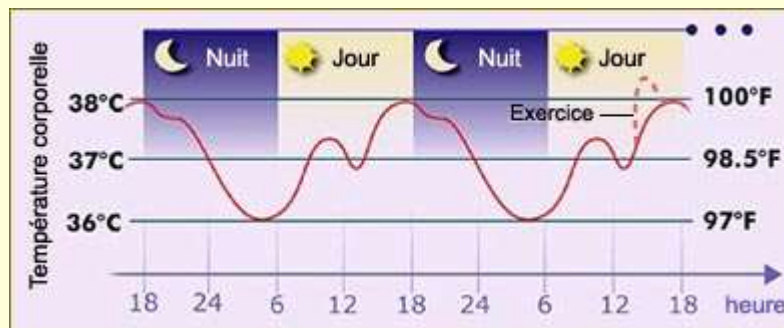 Nuit Jour Nuit Jour
Température corporelle
38°C 100°F
Exercice
37°C 98.5°F
36°C 97°F
18 24 6 12 18 24 6 12 18 heure